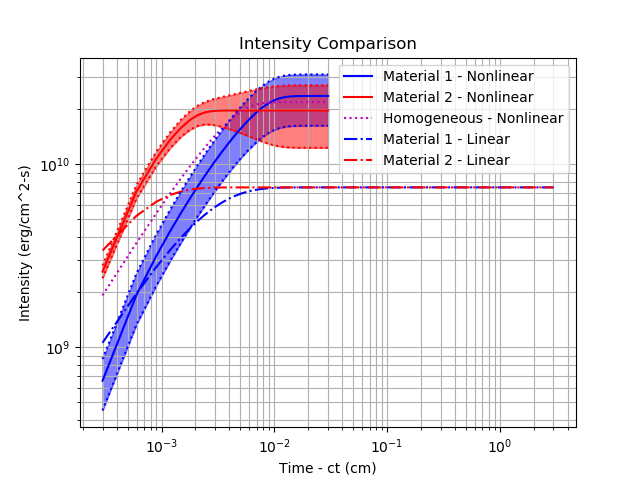 Intensity Comparison
Material 1 - Nonlinear
Material 2 - Nonlinear
Homogeneous - Nonlinear
Material 1 - Linear
Material 2 - Linear
Intensity (erg/cm^2-s)
10^10
10^9
10^-3
10^-2
10^-1
10^0
Time - ct (cm)